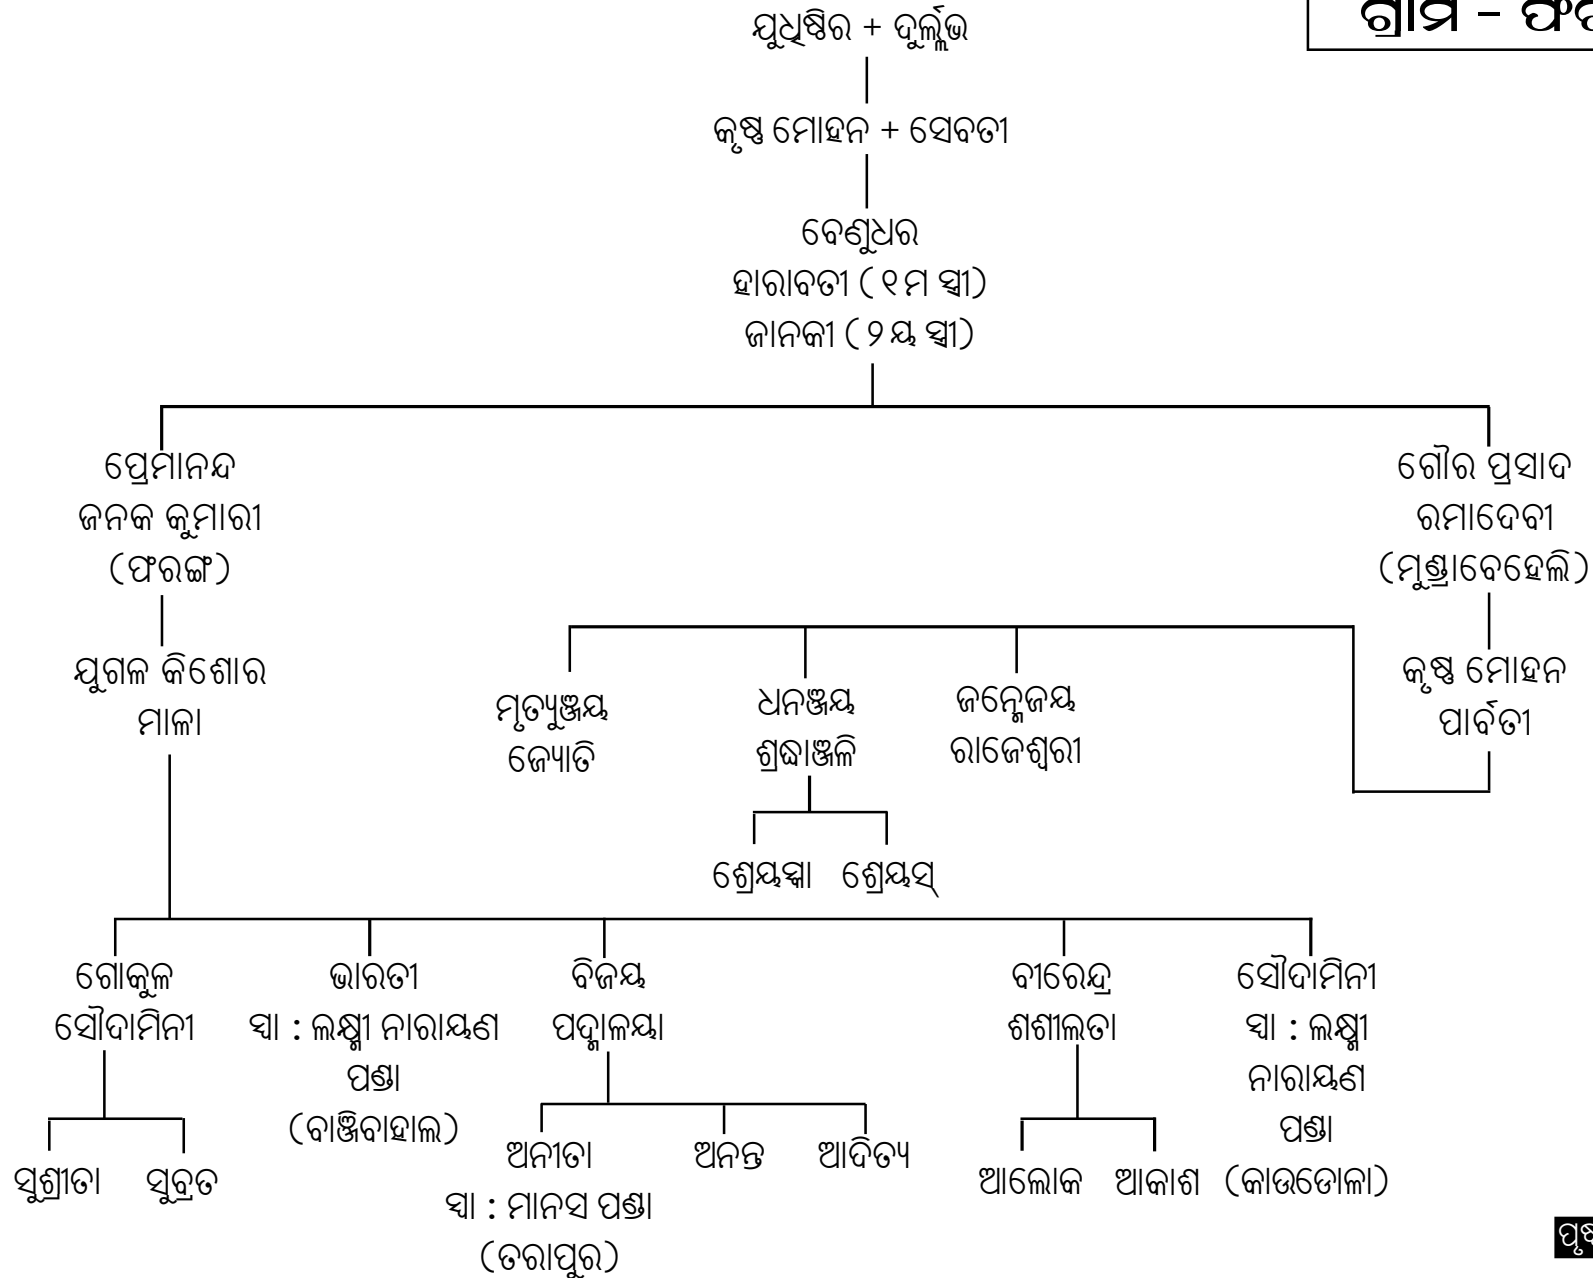 ଗ୍ରାମ -
ଯୁଧିଷ୍ଠିର + ଦୁର୍ଲ୍ଲଭ
କୃଷ୍ଣ ମୋହନ + ସେବତୀ
ବେଣୁଧର
ହାରାବତୀ (୧ମ ସ୍ତ୍ରୀ)
ଜାନକୀ (୨ୟ ସ୍ତ୍ରୀ)
ପ୍ରେମାନନ୍ଦ
ଜନକ କୁମାରୀ
(ଫରଙ୍ଗ)
ଗୌର ପ୍ରସାଦ
ରମାଦେବୀ
(ମୁଣ୍ଡ୍ରାବେହେଲି)
ଯୁଗଳ କିଶୋର
ମାଳା
ମୃତ୍ୟୁଞ୍ଜୟ
ଜ୍ୟୋତି
ଧନଞ୍ଜୟ
ଶ୍ରଦ୍ଧାଞ୍ଜଳି
ଜନ୍ମେଜୟ
ରାଜେଶ୍ୱରୀ
କୃଷ୍ଣ ମୋହନ
ପାର୍ବତୀ
ଶ୍ରେୟସ୍କା ଶ୍ରେୟସ୍
ଗୋକୁଳ
ସୌଦାମିନୀ
ଭାରତୀ
ସ୍ୱା : ଲକ୍ଷ୍ମୀ ନାରାୟଣ
ପଣ୍ଡା
(ବାଞ୍ଜିବାହାଲ)
ବିଜୟ
ପଦ୍ମାଳୟା
ବୀରେନ୍ଦ୍ର
ଶଶୀଲତା
ସୌଦାମିନୀ
ସ୍ୱା : ଲକ୍ଷ୍ମୀ
ନାରାୟଣ
ପଣ୍ଡା
(କାଉଡୋଳା)
ସୁଶ୍ରୀତା ସୁବ୍ରତ
ଅନୀତା
ସ୍ୱା : ମାନସ ପଣ୍ଡା
(ତରାପୁର)
ଅନନ୍ତ
ଆଦିତ୍ୟ
ଆଲୋକ ଆକାଶ